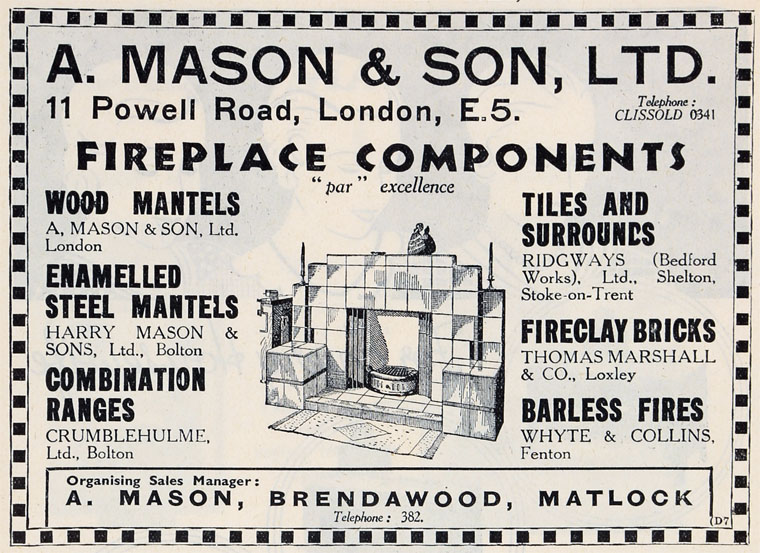 A. MASON & SON, LTD.
11 Powell Road, London, E.5.
Telephone :
CLISSOLD 0341
FIREPLACE COMPONENTS
"par" excellence
WOOD MANTELS
A, MASON & SON, Ltd.
London
ENAMELLED
STEEL MANTELS
HARRY MASON &
SONS, Ltd., Bolton
COMBINATION
RANGES
CRUMBLEHULME,
Ltd., Bolton
TILES AND
SURROUNDS
RIDGWAYS (Bedford
Works), Ltd., Shelton,
Stoke-on-Trent
FIRECLAY BRICKS
THOMAS MARSHALL
& CO., Loxley
BARLESS FIRES
WHYTE & COLLINS,
Fenton
Organising Sales Manager:
A. MASON, BRENDAWOOD, MATLOCK
Telephone : 382.
(D7